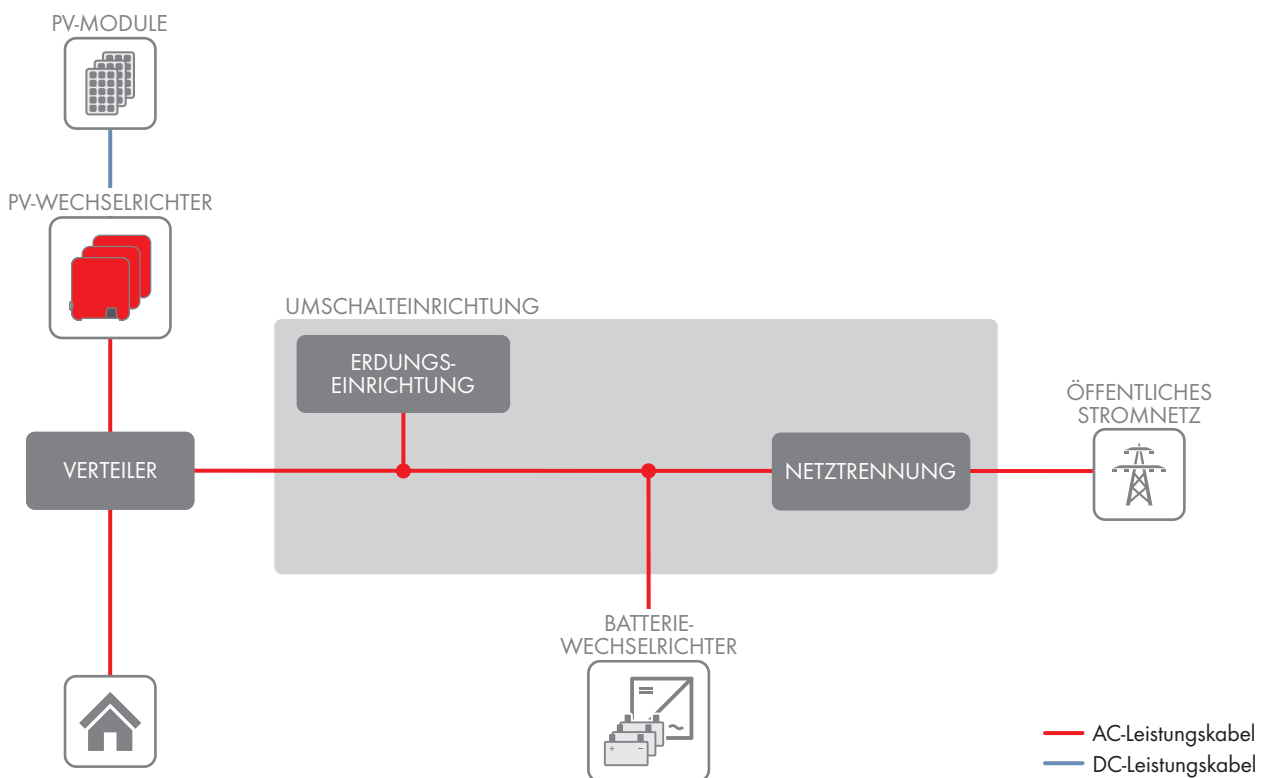 PV-MODULE
PV-WECHSELRICHTER
UMSCHALTEINRICHTUNG
ERDUNGS-
EINRICHTUNG
ÖFFENTLICHES
STROMNETZ
VERTEILER
NETZTRENNUNG
BATTERIE-
WECHSELRICHTER
AC-Leistungskabel
DC-Leistungskabel